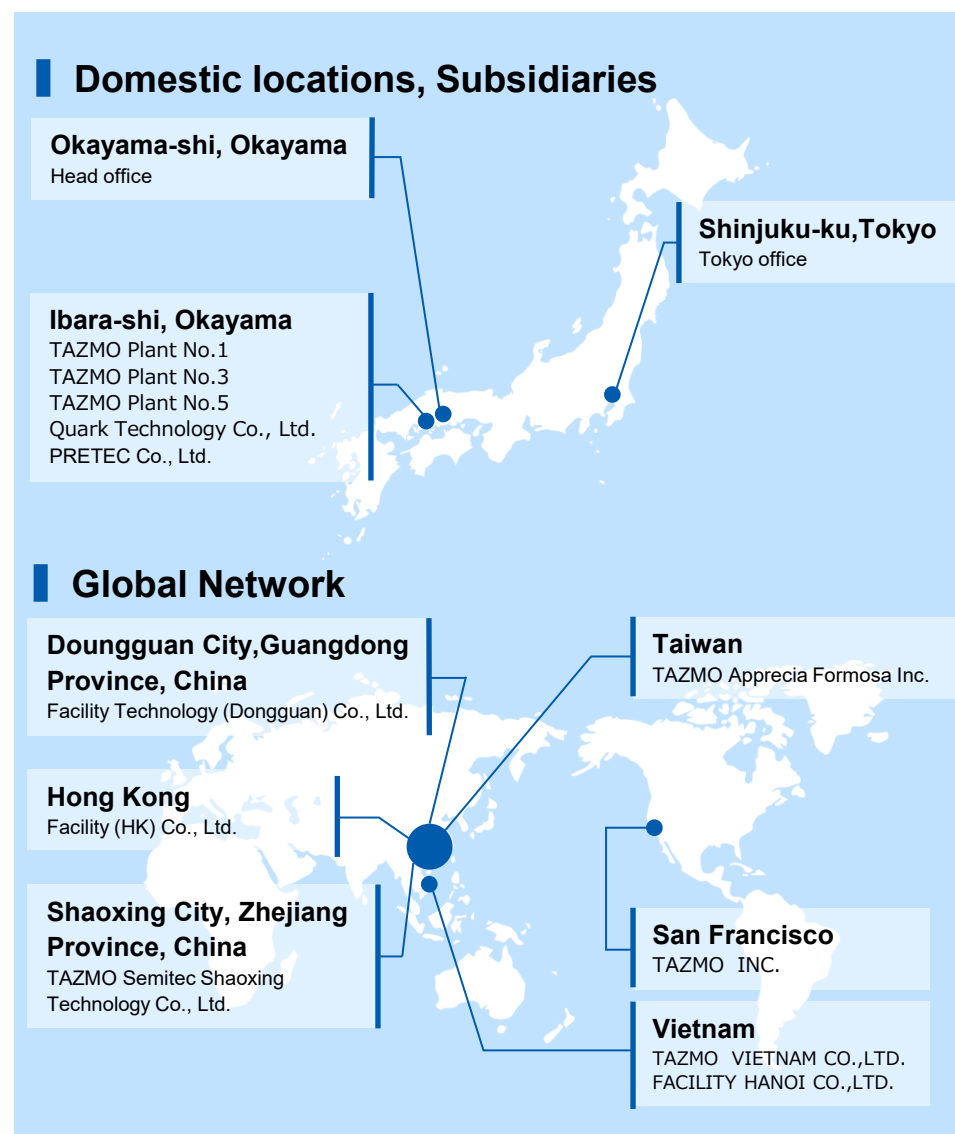 Domestic locations, Subsidiaries
Okayama-shi, Okayama
Head office
Shinjuku-ku,Tokyo
Tokyo office
Ibara-shi, Okayama
TAZMO Plant No.1
TAZMO Plant No.3
TAZMO Plant No.5
Quark Technology Co., Ltd.
PRETEC Co., Ltd.
Global Network
Doungguan City,Guangdong
Province, China
Facility Technology (Dongguan) Co., Ltd.
Taiwan
TAZMO Apprecia Formosa Inc.
Hong Kong
Facility (HK) Co., Ltd.
Shaoxing City, Zhejiang
Province, China
TAZMO Semitec Shaoxing
Technology Co., Ltd.
San Francisco
TAZMO INC.
Vietnam
TAZMO VIETNAM CO.,LTD.
FACILITY HANOI CO.,LTD.